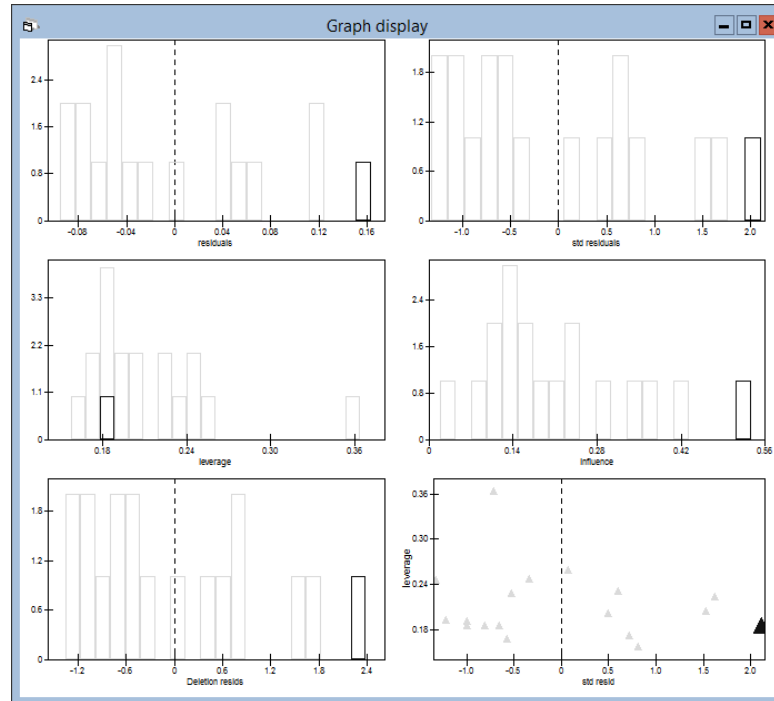 Graph display
2.4
1.6
0.8
0
-0.08 -0.04 0 0.04 0.08 0.12 0.16
residuals
1.8
1.2
0.6
0
-1.0 -0.5 0 0.5 1.0 1.5 2.0
std residuals
3.3
2.2
1.1
0
0.18 0.24 0.30 0.36
leverage
2.4
1.6
0.8
0
0 0.14 0.28 0.42 0.56
influence
1.8
1.2
0.6
0
-1.2 -0.6 0 0.6 1.2 1.8 2.4
Deletion resids
leverage
0.36
0.30
0.24
0.18
-1.0 -0.5 0 0.5 1.0 1.5 2.0
std resid